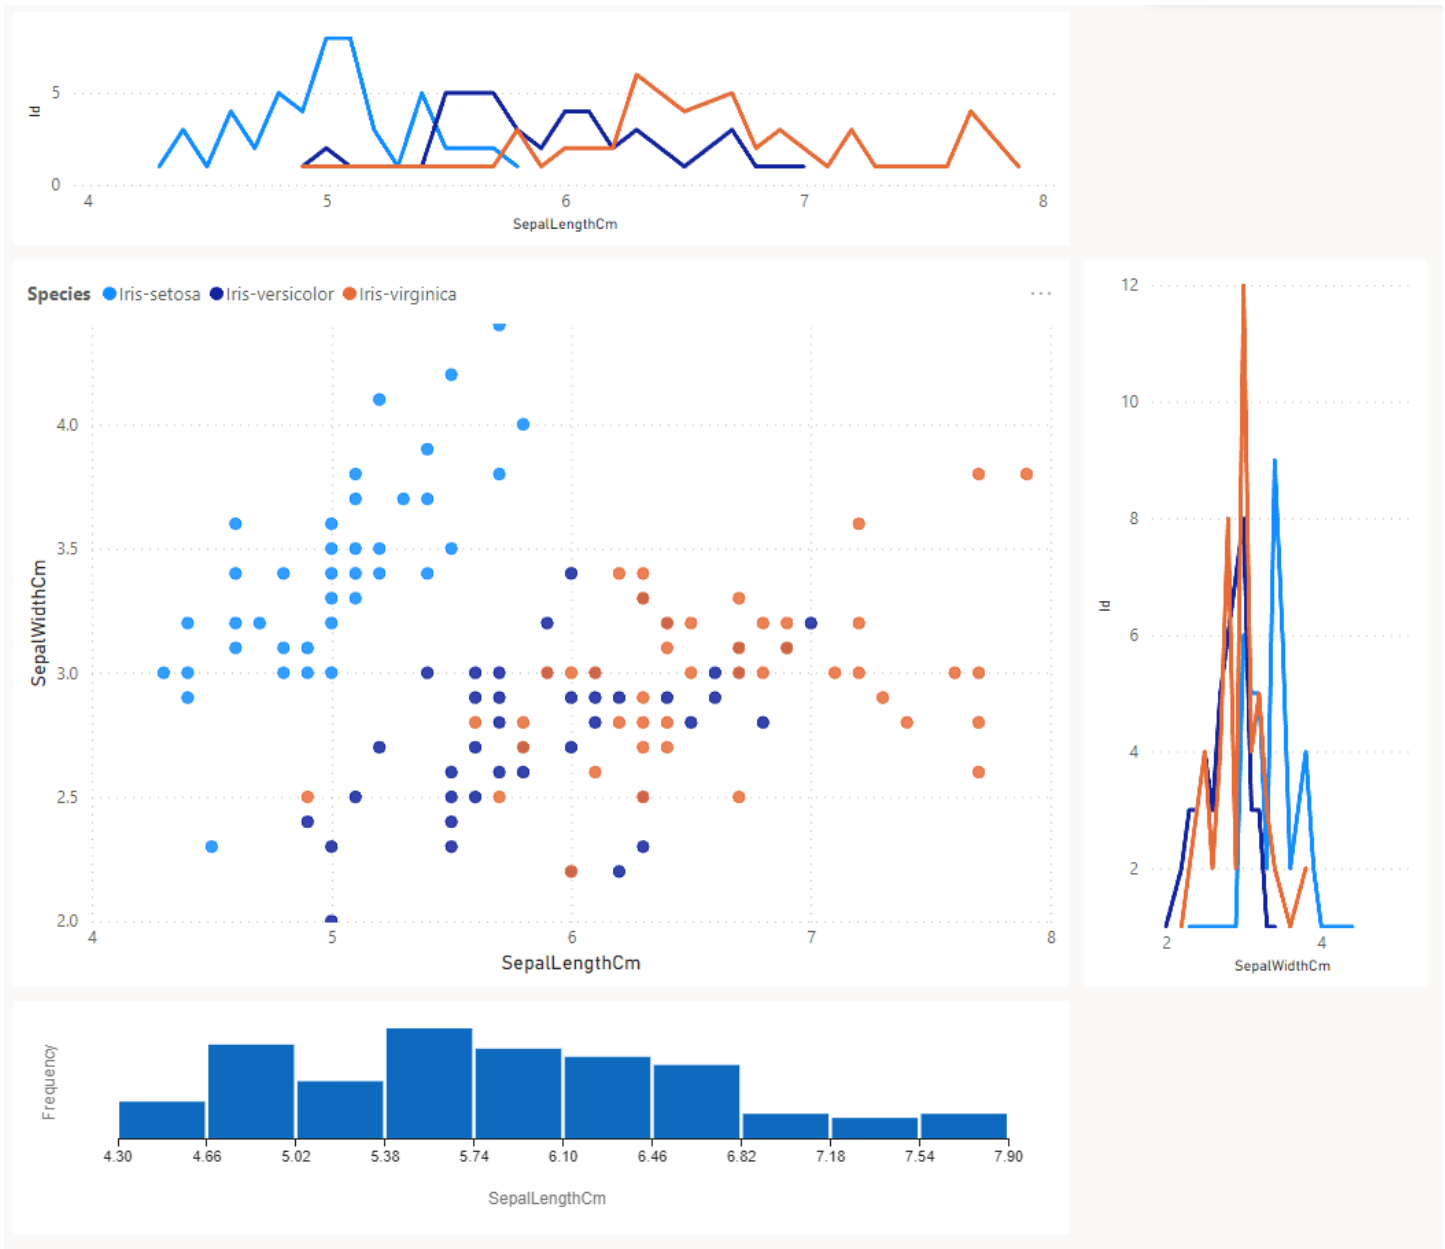 5
Id
0
4 5 6 7 8
SepalLengthCm
Species Iris-setosa Iris-versicolor Iris-virginica
...
4.0
3.5
SepalWidthCm
3.0
2.5
2.0
4 5 6 7 8
SepalLengthCm
12
10
8
Id
6
4
2
2 4
SepalWidthCm
Frequency
4.30 4.66 5.02 5.38 5.74 6.10 6.46 6.82 7.18 7.54 7.90
SepalLengthCm